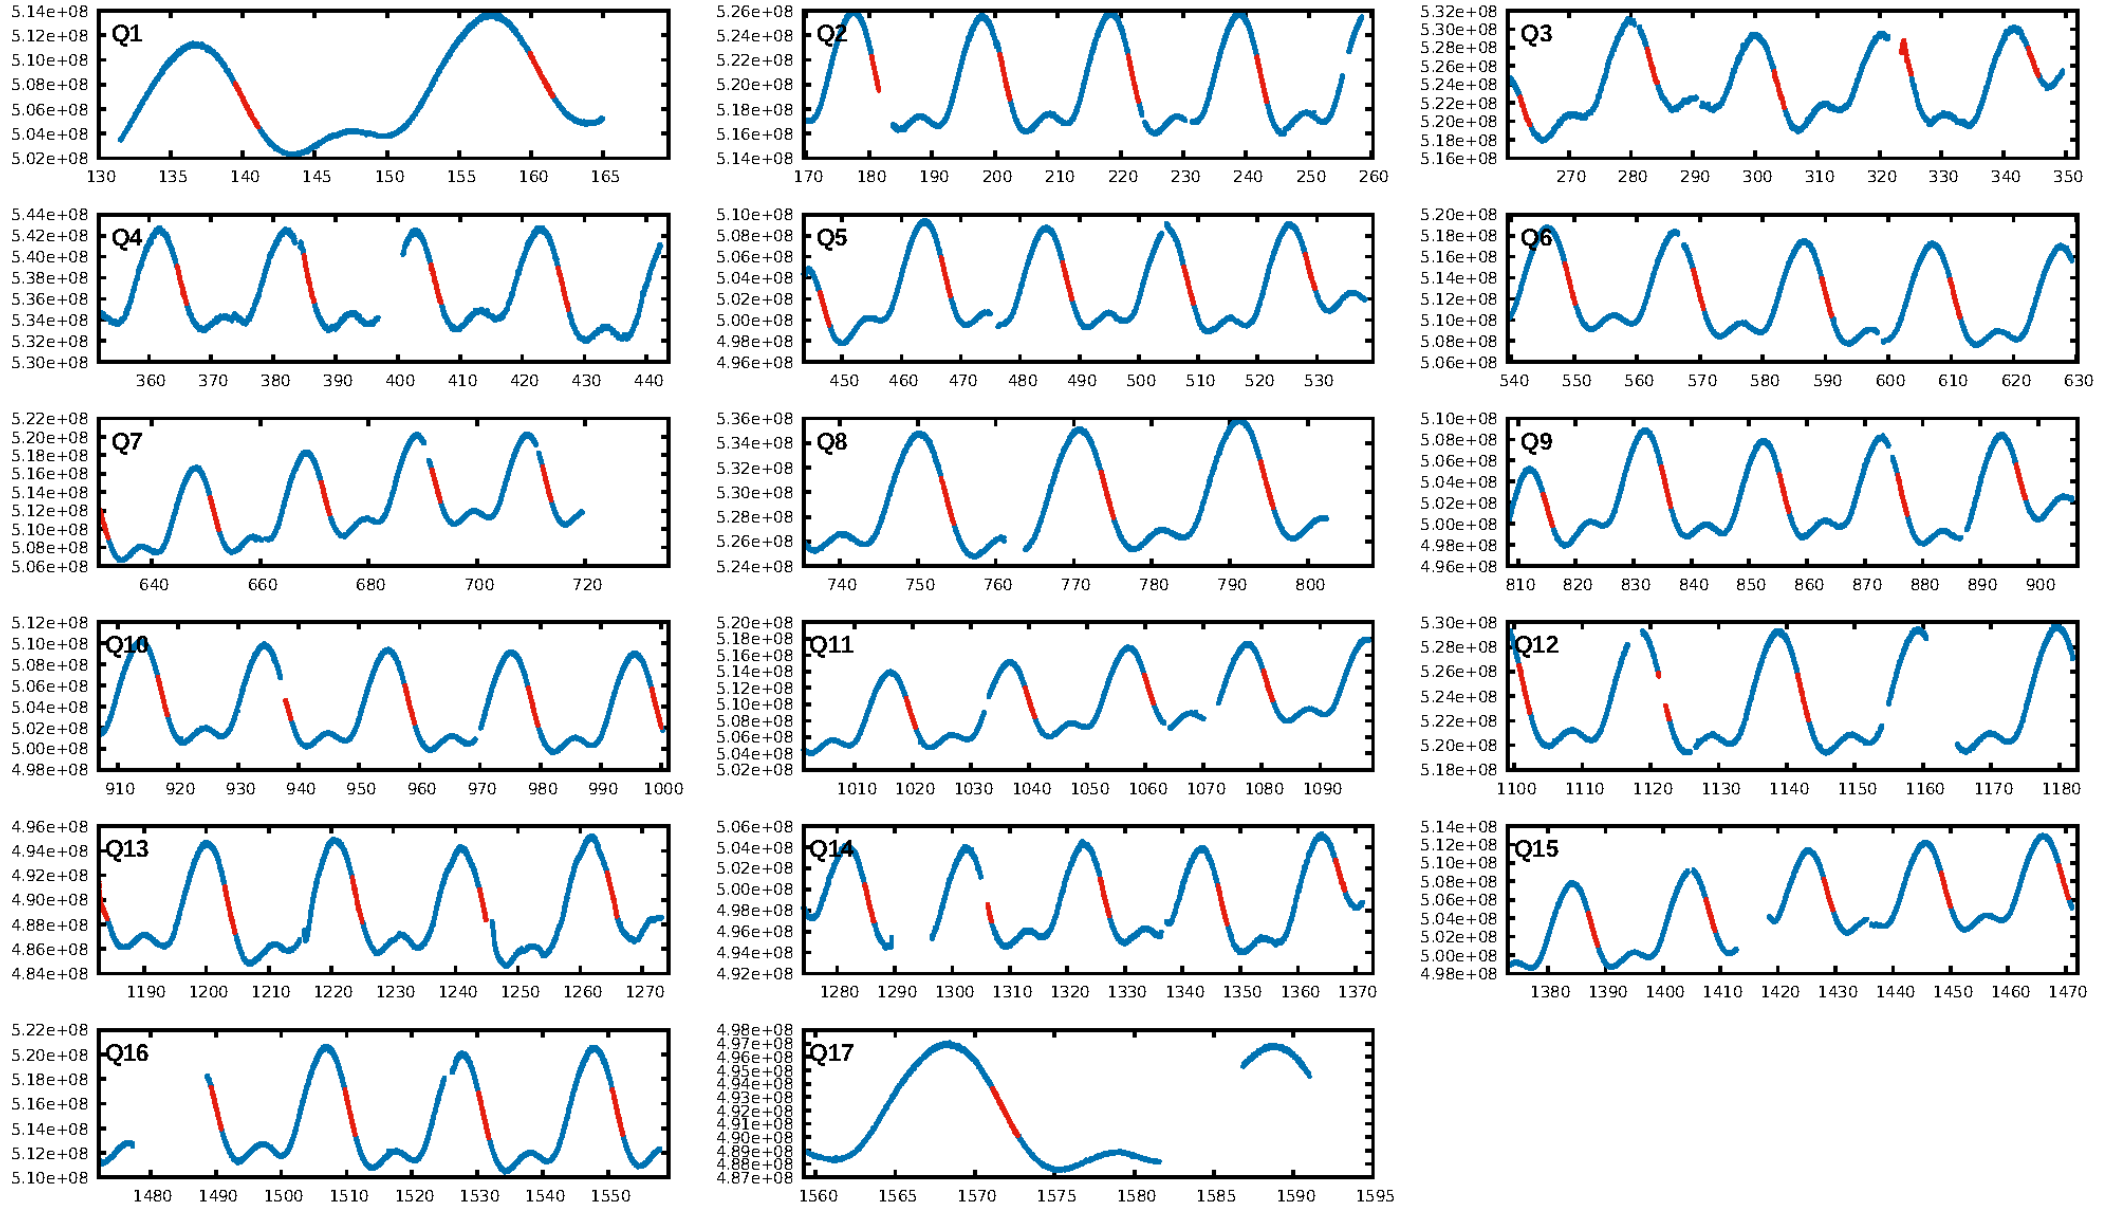 5.14e+08
5.12e+08
5.10e+08
5.08e+08
5.06e+08
5.04e+08
5.02e+08
Q1
130 135 140 145 150 155 160 165
5.26e+08
5.24e+08
5.22e+08
5.20e+08
5.18e+08
5.16e+08
5.14e+08
Q2
170 180 190 200 210 220 230 240 250 260
5.32e+08
5.30e+08
5.28e+08
5.26e+08
5.24e+08
5.22e+08
5.20e+08
5.18e+08
5.16e+08
Q3
270 280 290 300 310 320 330 340 350
5.44e+08
5.42e+08
5.40e+08
5.38e+08
5.36e+08
5.34e+08
5.32e+08
5.30e+08
Q4
360 370 380 390 400 410 420 430 440
5.10e+08
5.08e+08
5.06e+08
5.04e+08
5.02e+08
5.00e+08
4.98e+08
4.96e+08
Q5
450 460 470 480 490 500 510 520 530
5.20e+08
5.18e+08
5.16e+08
5.14e+08
5.12e+08
5.10e+08
5.08e+08
5.06e+08
Q6
540 550 560 570 580 590 600 610 620 630
5.22e+08
5.20e+08
5.18e+08
5.16e+08
5.14e+08
5.12e+08
5.10e+08
5.08e+08
5.06e+08
Q7
640 660 680 700 720
5.36e+08
5.34e+08
5.32e+08
5.30e+08
5.28e+08
5.26e+08
5.24e+08
Q8
740 750 760 770 780 790 800
5.10e+08
5.08e+08
5.06e+08
5.04e+08
5.02e+08
5.00e+08
4.98e+08
4.96e+08
Q9
810 820 830 840 850 860 870 880 890 900
5.12e+08
5.10e+08
5.08e+08
5.06e+08
5.04e+08
5.02e+08
5.00e+08
4.98e+08
Q10
910 920 930 940 950 960 970 980 990 1000
5.20e+08
5.18e+08
5.16e+08
5.14e+08
5.12e+08
5.10e+08
5.08e+08
5.06e+08
5.04e+08
5.02e+08
Q11
1010 1020 1030 1040 1050 1060 1070 1080 1090
5.30e+08
5.28e+08
5.26e+08
5.24e+08
5.22e+08
5.20e+08
5.18e+08
Q12
1100 1110 1120 1130 1140 1150 1160 1170 1180
4.96e+08
4.94e+08
4.92e+08
4.90e+08
4.88e+08
4.86e+08
4.84e+08
Q13
1190 1200 1210 1220 1230 1240 1250 1260 1270
5.06e+08
5.04e+08
5.02e+08
5.00e+08
4.98e+08
4.96e+08
4.94e+08
4.92e+08
Q14
1280 1290 1300 1310 1320 1330 1340 1350 1360 1370
5.14e+08
5.12e+08
5.10e+08
5.08e+08
5.06e+08
5.04e+08
5.02e+08
5.00e+08
4.98e+08
Q15
1380 1390 1400 1410 1420 1430 1440 1450 1460 1470
5.22e+08
5.20e+08
5.18e+08
5.16e+08
5.14e+08
5.12e+08
5.10e+08
Q16
1480 1490 1500 1510 1520 1530 1540 1550
4.98e+08
4.97e+08
4.96e+08
4.95e+08
4.94e+08
4.93e+08
4.92e+08
4.91e+08
4.90e+08
4.89e+08
4.88e+08
4.87e+08
Q17
1560 1565 1570 1575 1580 1585 1590 1595